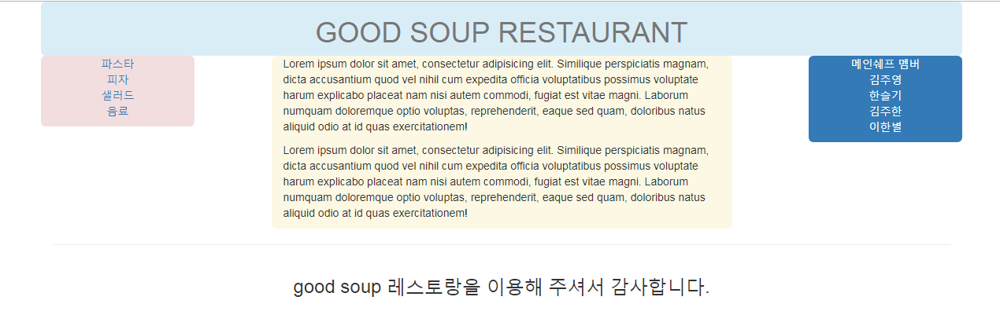 GOOD SOUP RESTAURANT
파스타
피자
샐러드
음료
Lorem ipsum dolor sit amet, consectetur adipisicing elit. Similique perspiciatis magnam,
dicta accusantium quod vel nihil cum expedita officia voluptatibus possimus voluptate
harum explicabo placeat nam nisi autem commodi, fugiat est vitae magni. Laborum
numquam doloremque optio voluptas, reprehenderit, eaque sed quam, doloribus natus
aliquid odio at id quas exercitationem!
Lorem ipsum dolor sit amet, consectetur adipisicing elit. Similique perspiciatis magnam,
dicta accusantium quod vel nihil cum expedita officia voluptatibus possimus voluptate
harum explicabo placeat nam nisi autem commodi, fugiat est vitae magni. Laborum
numquam doloremque optio voluptas, reprehenderit, eaque sed quam, doloribus natus
aliquid odio at id quas exercitationem!
메인쉐프 멤버
김주영
한슬기
김주한
이한별
good soup 레스토랑을 이용해 주셔서 감사합니다.